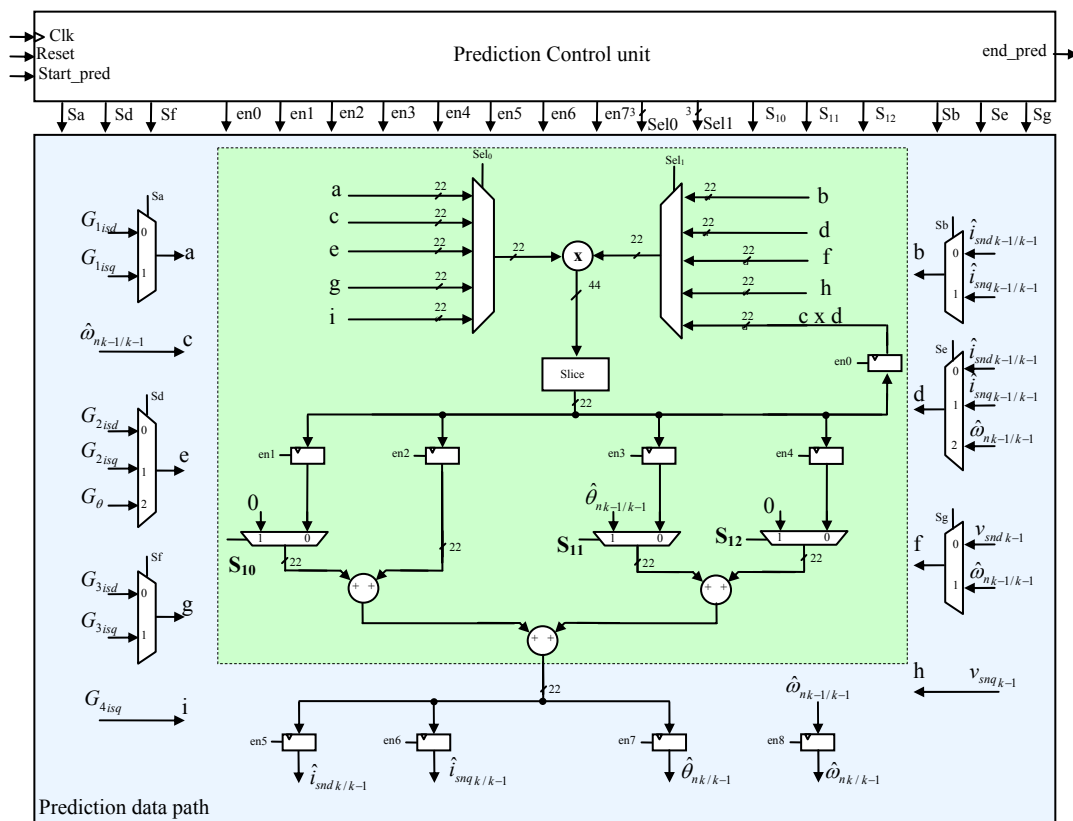 Clk
Reset
Start_pred
Prediction Control unit
end_pred
Sa Sd Sf en0 en1 en2 en3 en4 en5 en6 en7 3 Sel0 3 Sel1 S10 S11 S12 Sb Se Sg
Sel0 Sel1
a 22 22 b
c 22 22 d
e 22 22 f
g 22 22 h
i 22 22 c x d
22 x 22
44
Slice
22
en0
Sa
G1isd 0
G1isq 1
a
ω̂nk−1/k−1 c
Sd
G2isd 0
G2isq 1
Gθ 2
e
Sf
G3isd 0
G3isq 1
g
G4isq i
Sb
b 0 îsnd k−1/k−1
1 îsnq k−1/k−1
Se
0 îsnd k−1/k−1
d 1 îsnq k−1/k−1
2 ω̂nk−1/k−1
Sg
f 0 vsnd k−1
1 ω̂nk−1/k−1
h vsnq k−1
en1 en2 en3 en4
0 θ̂nk−1/k−1 0
1 0 1 0 1 0
S10 S11 S12
22 22 22 22
+ + + +
+ +
22
ω̂nk−1/k−1
en5 en6 en7 en8
îsnd k/k−1 îsnq k/k−1 θ̂nk/k−1 ω̂nk/k−1
Prediction data path